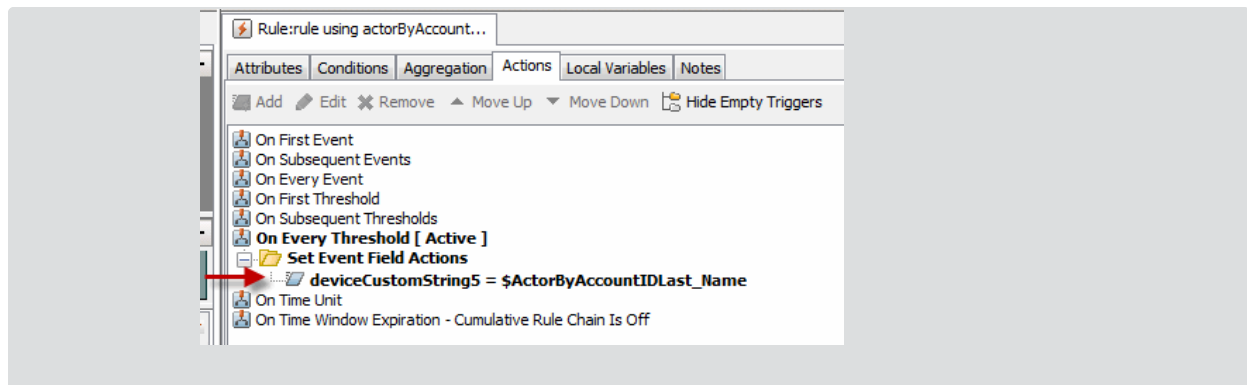 Rule:rule using actorByAccount...
Attributes Conditions Aggregation Actions Local Variables Notes
Add Edit Remove Move Up Move Down Hide Empty Triggers
On First Event
On Subsequent Events
On Every Event
On First Threshold
On Subsequent Thresholds
On Every Threshold [ Active ]
Set Event Field Actions
deviceCustomString5 = $ActorByAccountIDLast_Name
On Time Unit
On Time Window Expiration - Cumulative Rule Chain Is Off